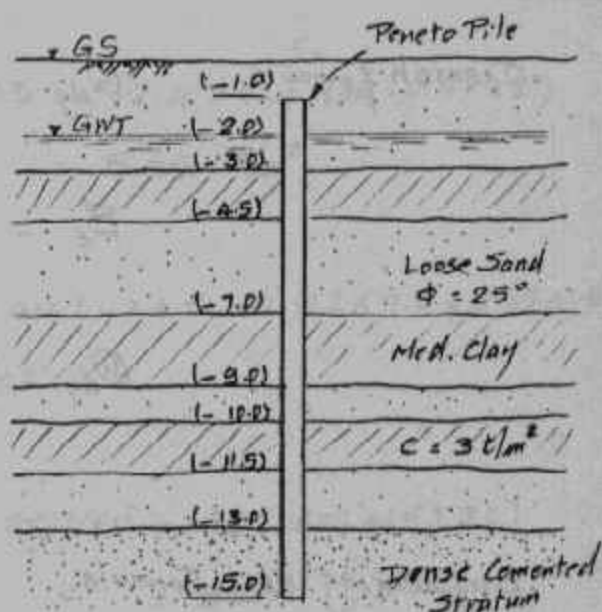 Peneto Pile
GS
(-1.0)
GWT
(-2.0)
(-3.0)
(-4.5)
Loose Sand
Φ = 25°
(-7.0)
Med. Clay
(-9.0)
(-10.0)
C = 3 t/m²
(-11.5)
(-13.0)
(-15.0)
Dense Cemented
Stratum